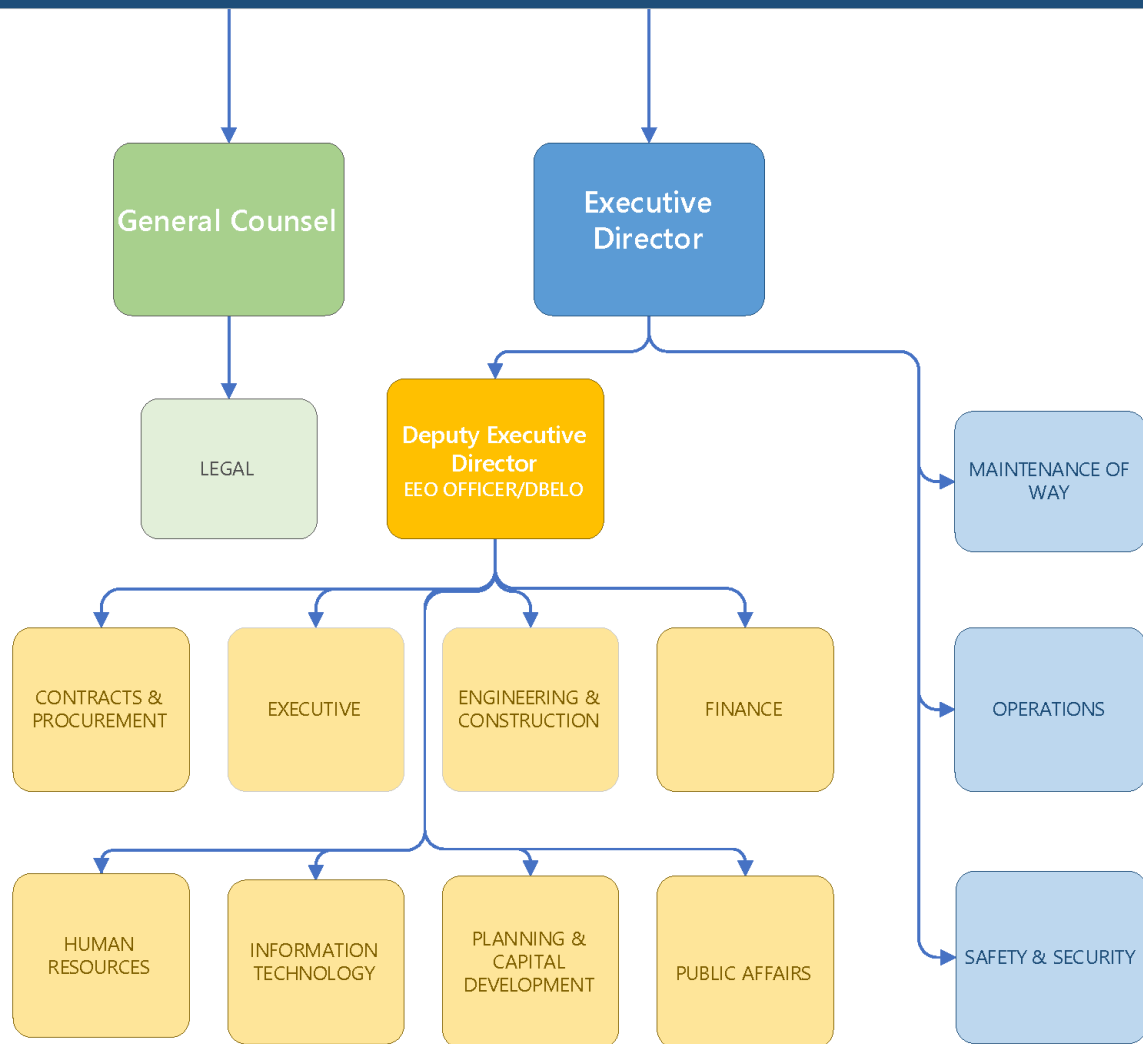 General Counsel
Executive
Director
LEGAL
Deputy Executive
Director
EEO OFFICER/DBELO
MAINTENANCE OF
WAY
CONTRACTS &
PROCUREMENT
EXECUTIVE
ENGINEERING &
CONSTRUCTION
FINANCE
OPERATIONS
HUMAN
RESOURCES
INFORMATION
TECHNOLOGY
PLANNING &
CAPITAL
DEVELOPMENT
PUBLIC AFFAIRS
SAFETY & SECURITY